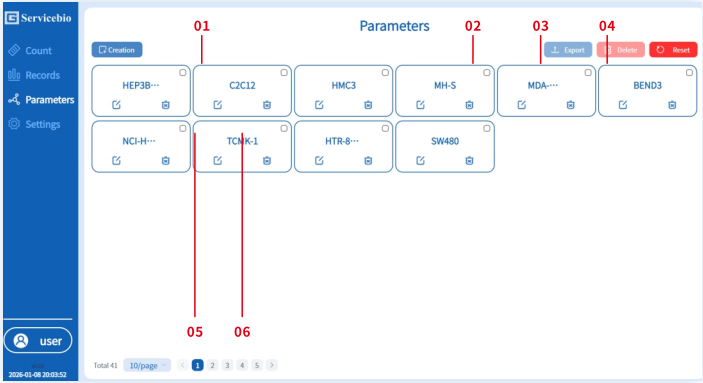 Servicebio
01
Parameters
02
03
04
Count
Creation
Export
Delete
Reset
Records
HEP3B···
C2C12
HMC3
MH-S
MDA-···
BEND3
Parameters
Settings
NCI-H···
TCMK-1
HTR-8···
SW480
05
06
user
Total 41
10/page
<
1
2
3
4
5
>
2026-01-08 20:03:52